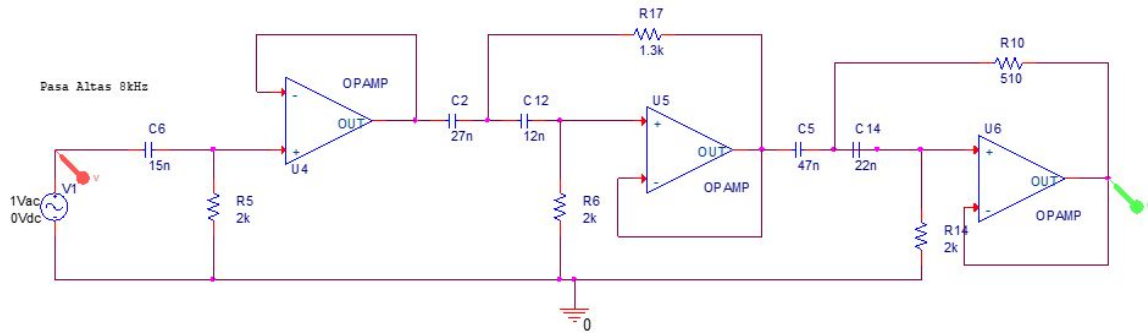 R17
1.3k
R10
510
Pasa Altas 8kHz
OPAMP
-
+
OUT
U4
C6
15n
C2
27n
C12
12n
U5
+
-
OUT
OPAMP
C5
47n
C14
22n
U6
+
-
OUT
OPAMP
V
V1
1Vac
0Vdc
R5
2k
R6
2k
R14
2k
0